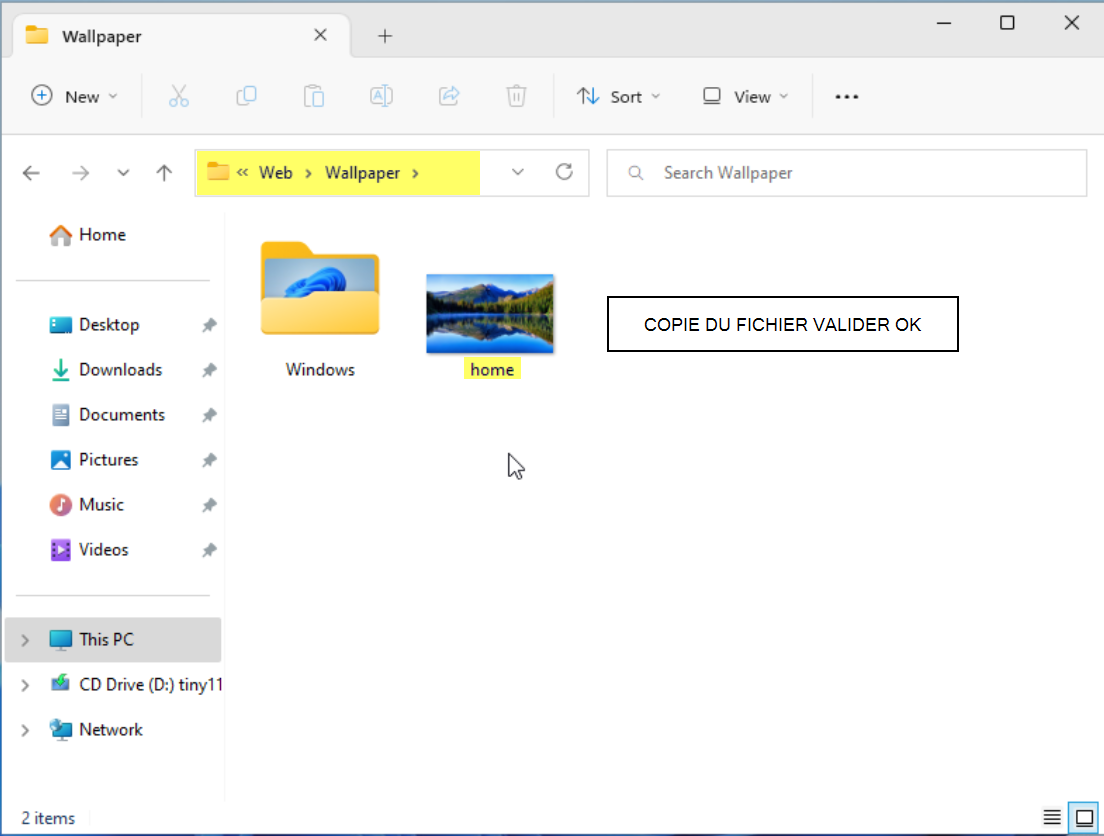 Wallpaper
New
Sort
View
« Web > Wallpaper >
Search Wallpaper
Home
Desktop
Downloads
Documents
Pictures
Music
Videos
This PC
CD Drive (D:) tiny11
Network
Windows
home
COPIE DU FICHIER VALIDER OK
2 items